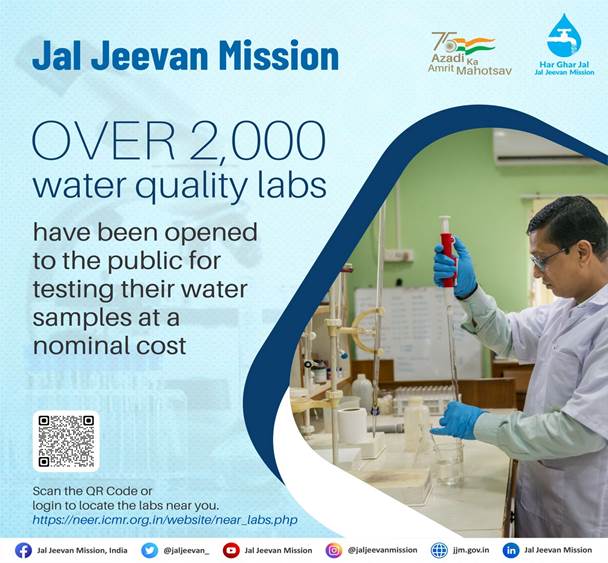 Jal Jeevan Mission
75
Azadi Ka
Amrit Mahotsav
Har Ghar Jal
Jal Jeevan Mission
OVER 2,000
water quality labs
have been opened
to the public for
testing their water
samples at a
nominal cost
Scan the QR Code or
login to locate the labs near you.
https://neer.icmr.org.in/website/near_labs.php
Jal Jeevan Mission, India
@jaljeevan_
Jal Jeevan Mission
@jaljeevanmission
jjm.gov.in
Jal Jeevan Mission